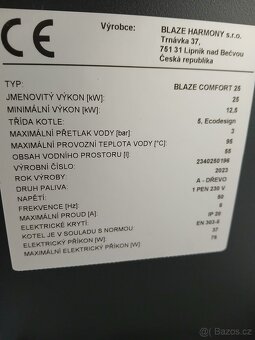 CE
Výrobce:
BLAZE HARMONY s.r.o.
Trnávka 37,
751 31 Lipník nad Bečvou
Česká republika
TYP: BLAZE COMFORT 25
JMENOVITÝ VÝKON [kW]: 25
MINIMÁLNÍ VÝKON [kW]: 12,5
TŘÍDA KOTLE: 5, Ecodesign
MAXIMÁLNÍ PŘETLAK VODY [bar]: 3
MAXIMÁLNÍ PROVOZNÍ TEPLOTA VODY [°C]: 95
OBSAH VODNÍHO PROSTORU [l]: 55
VÝROBNÍ ČÍSLO: 2340250196
ROK VÝROBY: 2023
DRUH PALIVA: A - DŘEVO
NAPĚTÍ: 1 PEN 230 V
FREKVENCE [Hz]: 50
MAXIMÁLNÍ PROUD [A]: 6
ELEKTRICKÉ KRYTÍ: IP 20
KOTEL JE V SOULADU S NORMOU: EN 303-5
ELEKTRICKÝ PŘÍKON [W]: 37
MAXIMÁLNÍ ELEKTRICKÝ PŘÍKON [W]: 78
Sbazos.cz